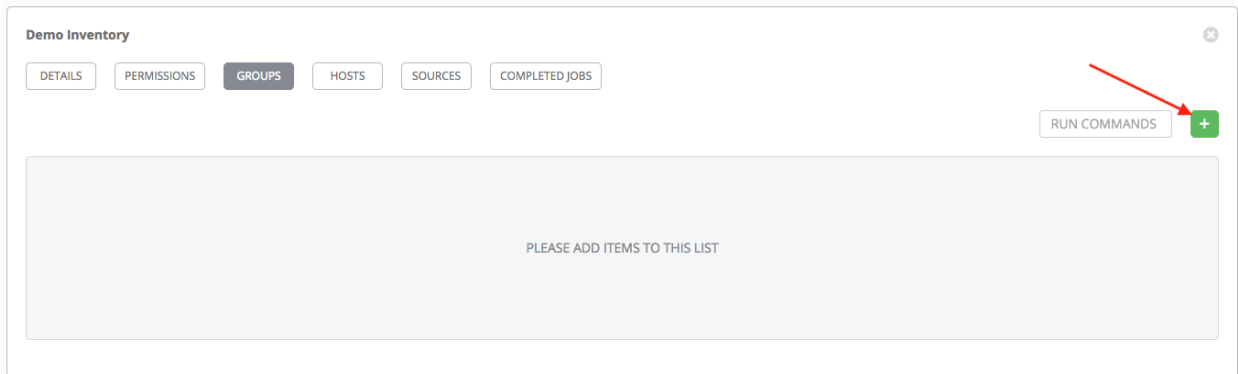 Demo Inventory
DETAILS PERMISSIONS GROUPS HOSTS SOURCES COMPLETED JOBS
RUN COMMANDS +
PLEASE ADD ITEMS TO THIS LIST